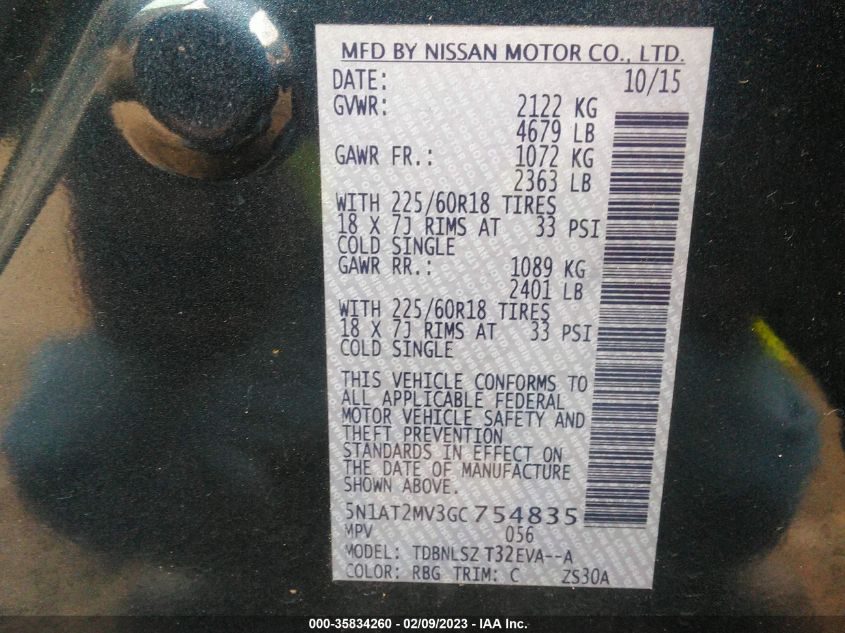 MFD BY NISSAN MOTOR CO., LTD.
DATE: 10/15
GVWR: 2122 KG
4679 LB
GAWR FR.: 1072 KG
2363 LB
WITH 225/60R18 TIRES
18 X 7J RIMS AT 33 PSI
COLD SINGLE
GAWR RR.: 1089 KG
2401 LB
WITH 225/60R18 TIRES
18 X 7J RIMS AT 33 PSI
COLD SINGLE
THIS VEHICLE CONFORMS TO
ALL APPLICABLE FEDERAL
MOTOR VEHICLE SAFETY AND
THEFT PREVENTION
STANDARDS IN EFFECT ON
THE DATE OF MANUFACTURE
SHOWN ABOVE.
5N1AT2MV3GC754835
MPV 056
MODEL: TDBNLSZ T32EVA--A
COLOR: RBG TRIM: C ZS30A
000-35834260 - 02/09/2023 - IAA Inc.